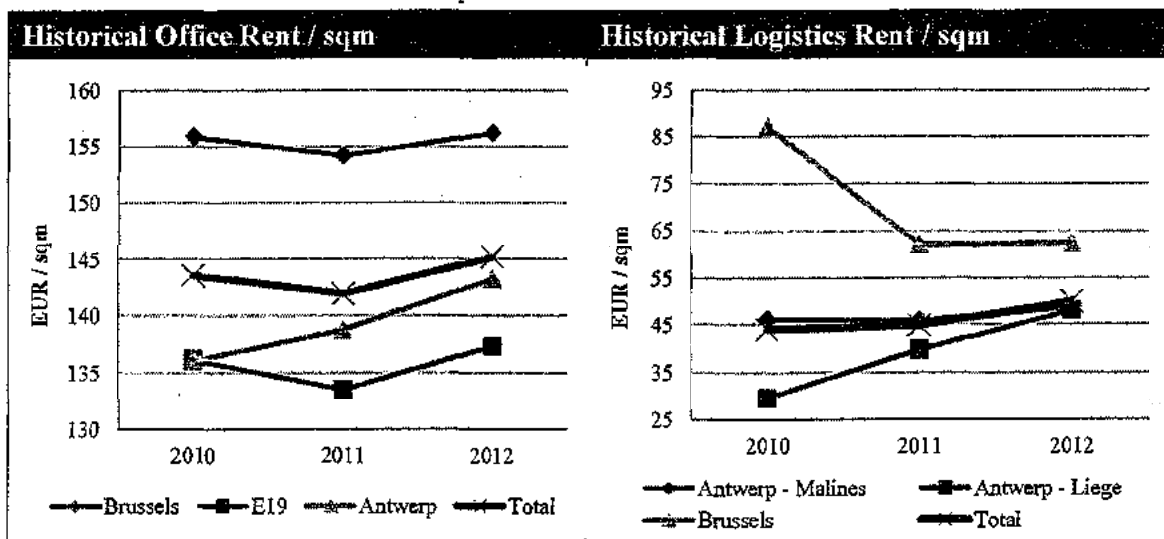 Historical Office Rent / sqm
160
155
150
145
140
135
130
EUR / sqm
2010 2011 2012
Brussels E19 Antwerp Total
Historical Logistics Rent / sqm
95
85
75
65
55
45
35
25
EUR / sqm
2010 2011 2012
Antwerp - Malines Antwerp - Liege
Brussels Total